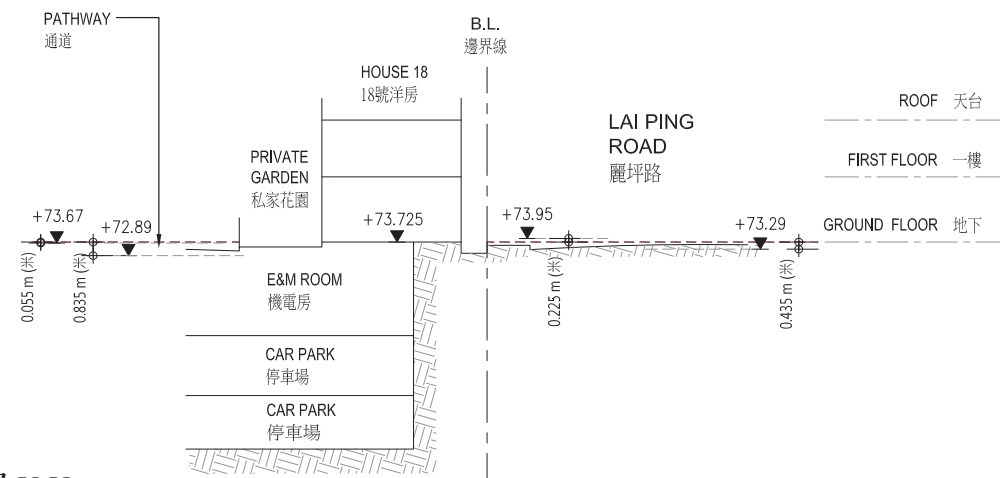 PATHWAY
通道
B.L.
邊界線
HOUSE 18
18號洋房
ROOF 天台
LAI PING
ROAD
麗坪路
PRIVATE
GARDEN
私家花園
FIRST FLOOR 一樓
+73.67
+72.89
+73.725
+73.95
+73.29
GROUND FLOOR 地下
0.055 m (米)
0.835 m (米)
0.225 m (米)
0.435 m (米)
E&M ROOM
機電房
CAR PARK
停車場
CAR PARK
停車場